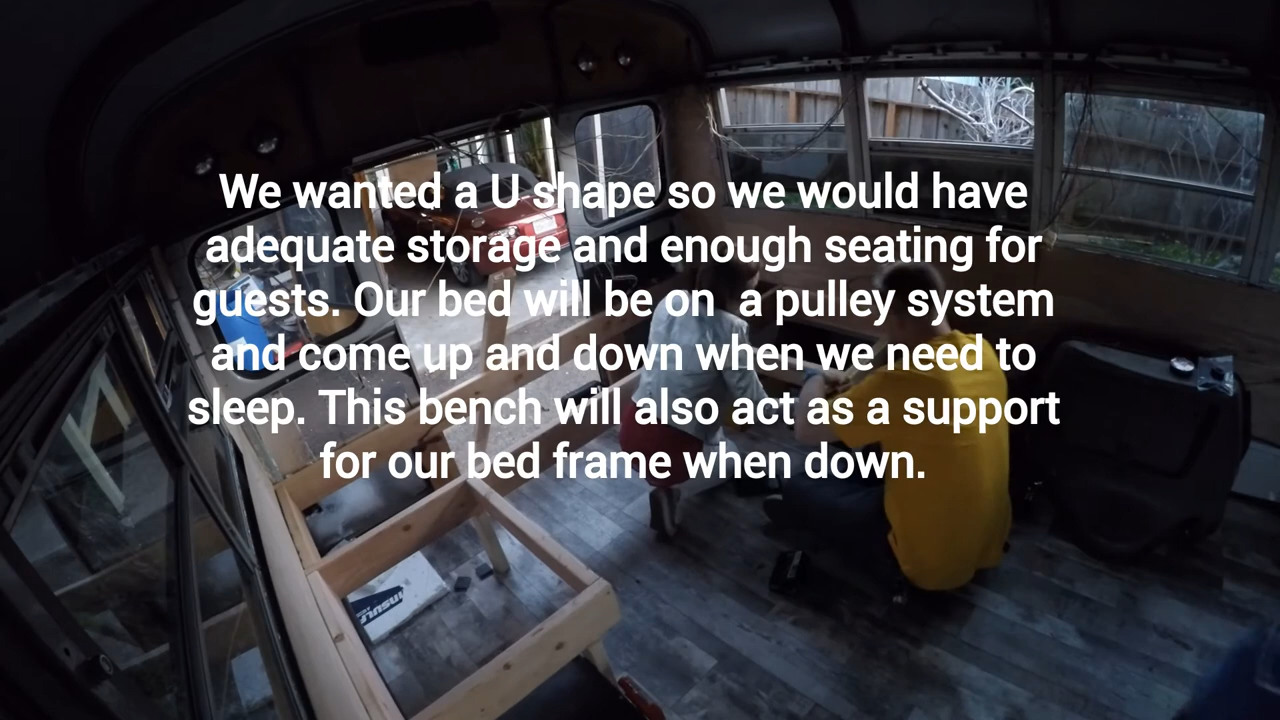 We wanted a U shape so we would have
adequate storage and enough seating for
guests. Our bed will be on  a pulley system
and come up and down when we need to
sleep. This bench will also act as a support
for our bed frame when down.